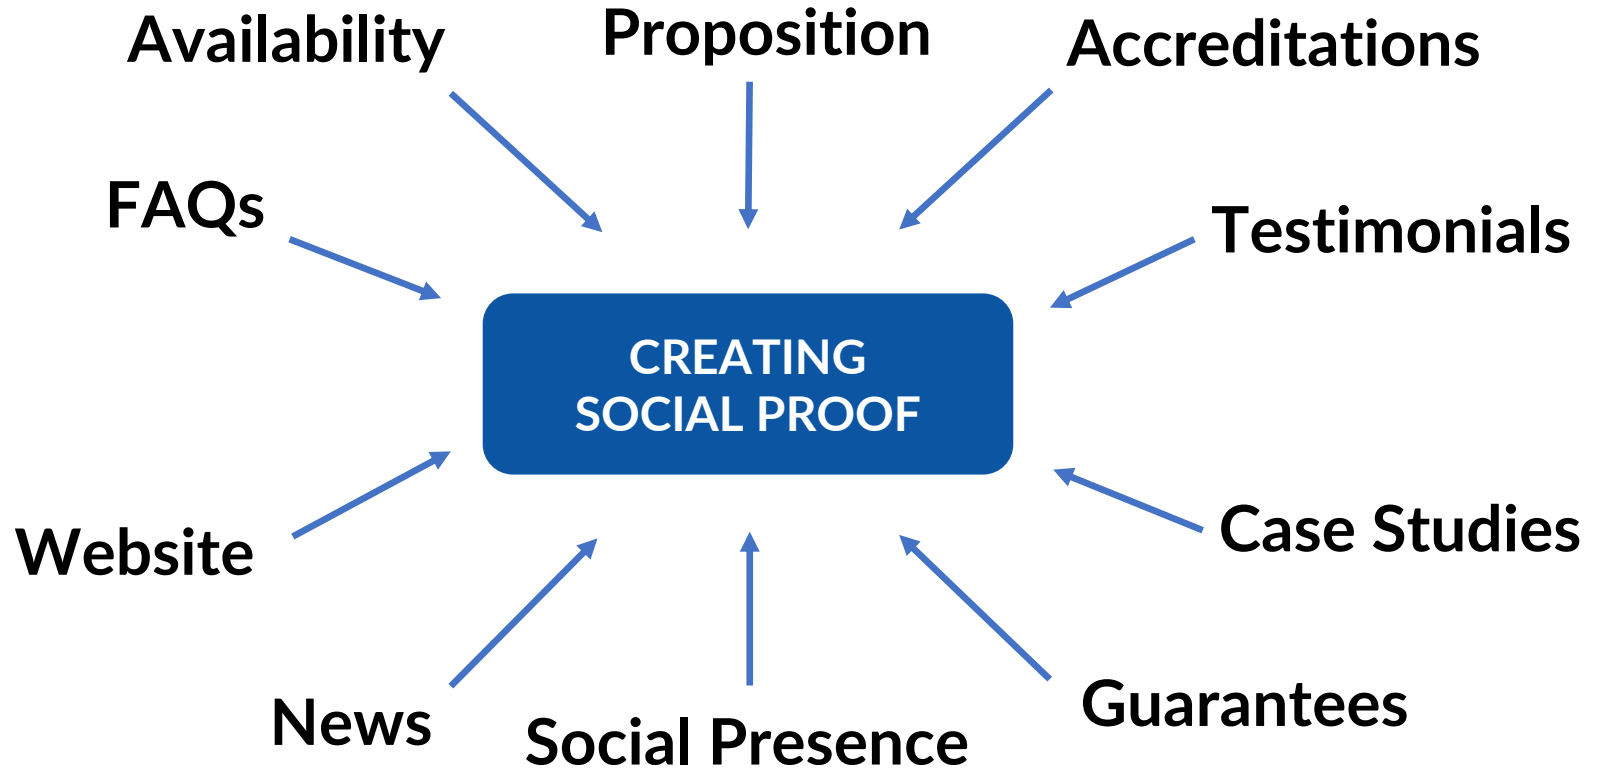 Availability
Proposition
Accreditations
FAQs
Testimonials
CREATING
SOCIAL PROOF
Website
Case Studies
News
Social Presence
Guarantees